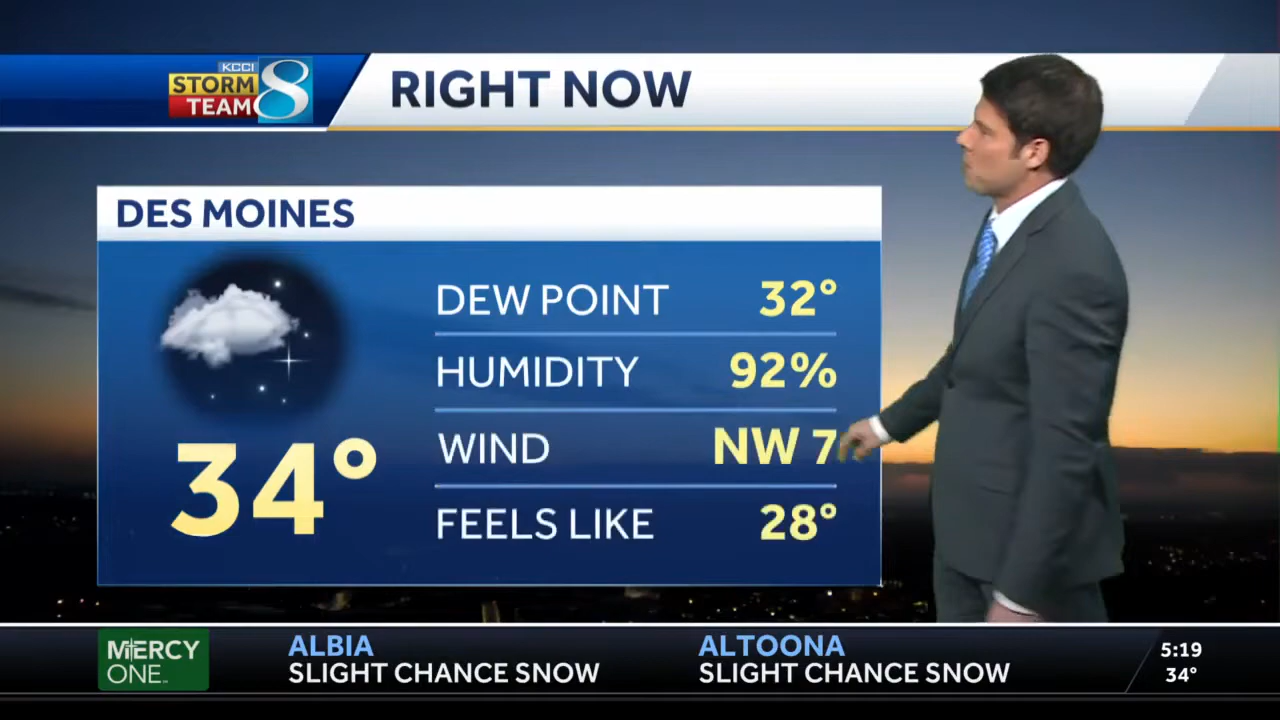 KCCI
STORM
TEAM 8
RIGHT NOW
DES MOINES
34°
DEW POINT 32°
HUMIDITY 92%
WIND NW 7
FEELS LIKE 28°
MERCY
ONE
ALBIA
SLIGHT CHANCE SNOW
ALTOONA
SLIGHT CHANCE SNOW
5:19
34°